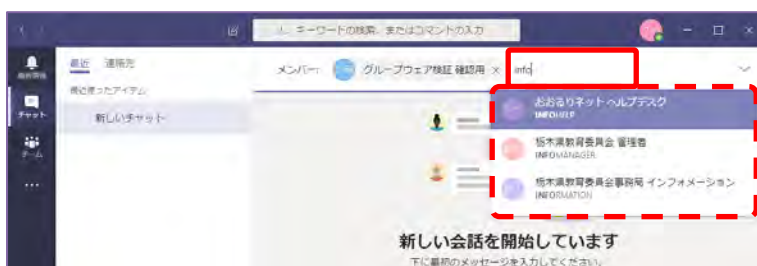 キーワードの検索、またはコマンドの入力
最近 連絡先
メンバー: グループウェア検証 確認用 × info
最近使ったアイテム
チャット
新しいチャット
チーム
おおるりネット ヘルプデスク
INFOHELP
栃木県教育委員会 管理者
INFOMANAGER
栃木県教育委員会事務局 インフォメーション
INFORMATION
新しい会話を開始しています
下に最初のメッセージを入力してください。